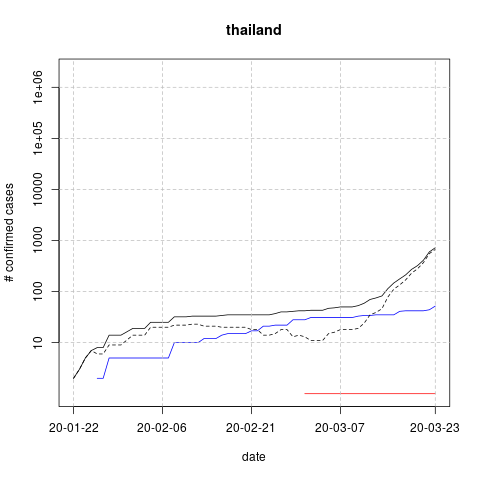 thailand
# confirmed cases
1e+06
1e+05
10000
1000
100
10
20-01-22
20-02-06
20-02-21
20-03-07
20-03-23
date